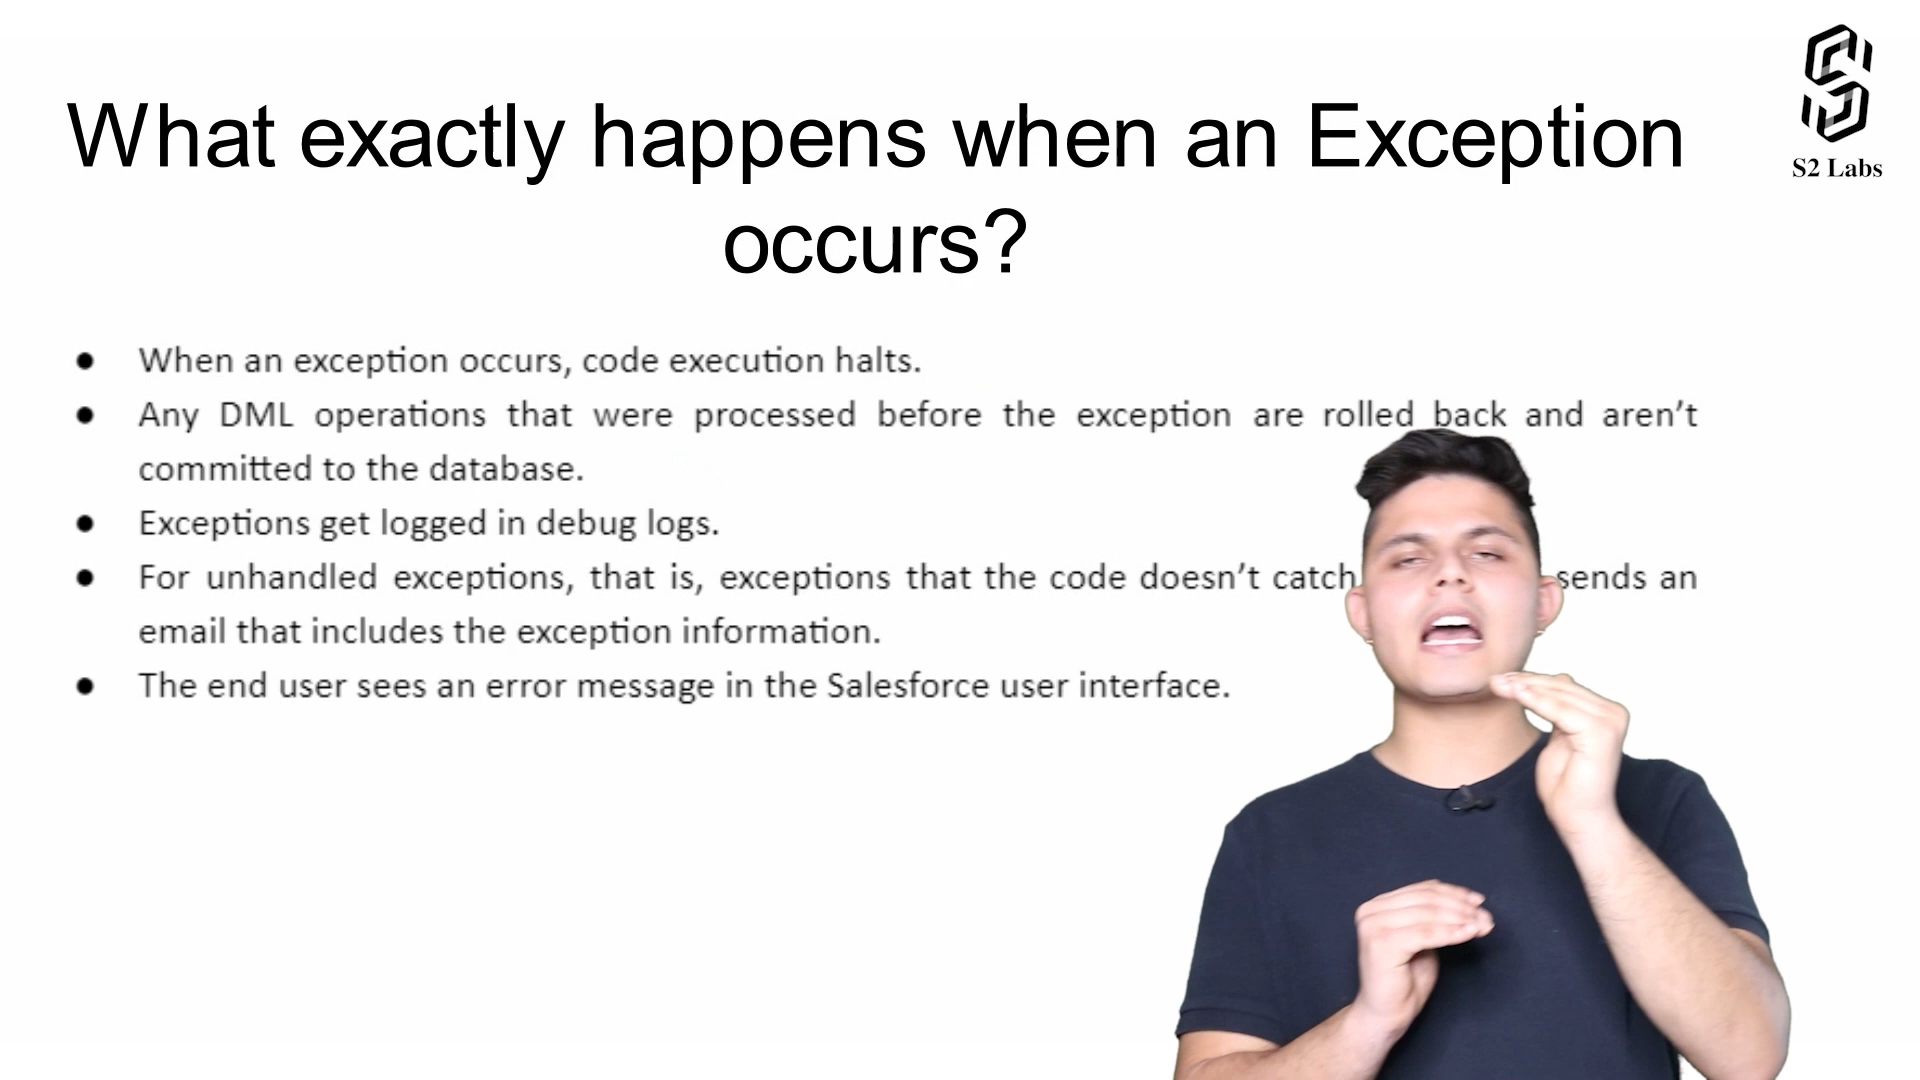 S2 Labs
What exactly happens when an Exception
occurs?
● When an exception occurs, code execution halts.
● Any DML operations that were processed before the exception are rolled back and aren’t
committed to the database.
● Exceptions get logged in debug logs.
● For unhandled exceptions, that is, exceptions that the code doesn’t catch sends an
email that includes the exception information.
● The end user sees an error message in the Salesforce user interface.